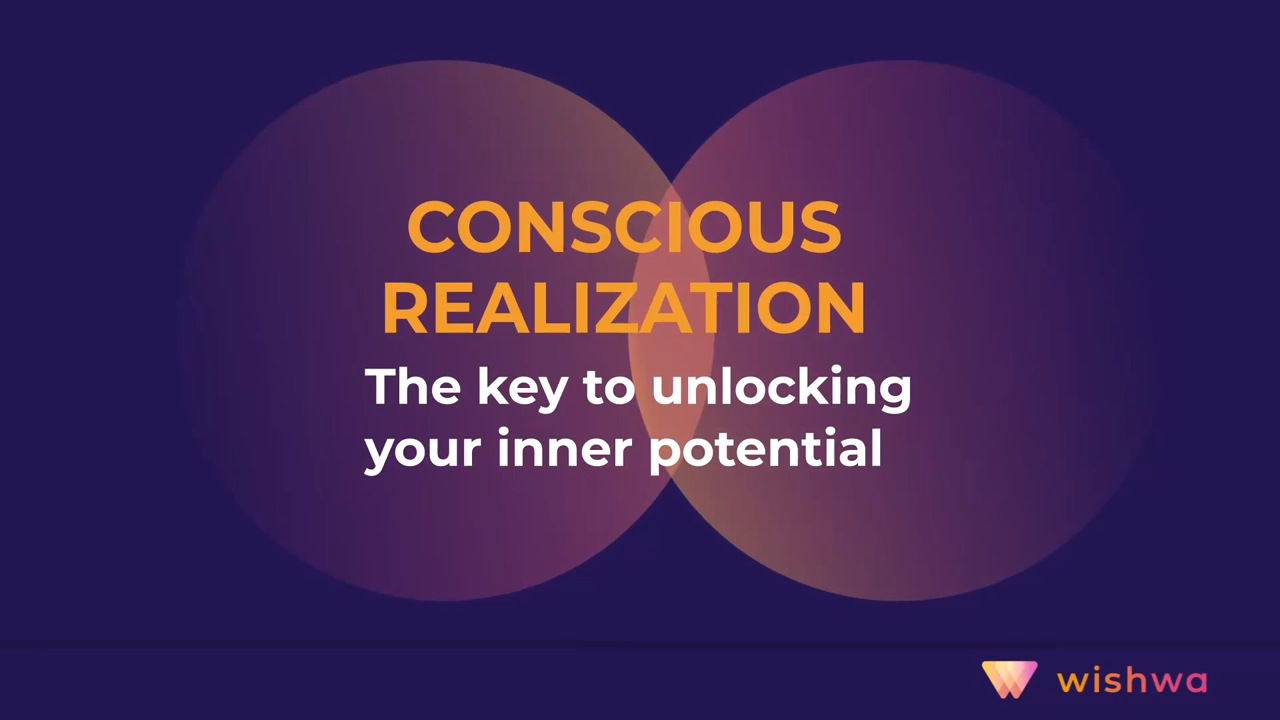 CONSCIOUS
REALIZATION
The key to unlocking
your inner potential
wishwa